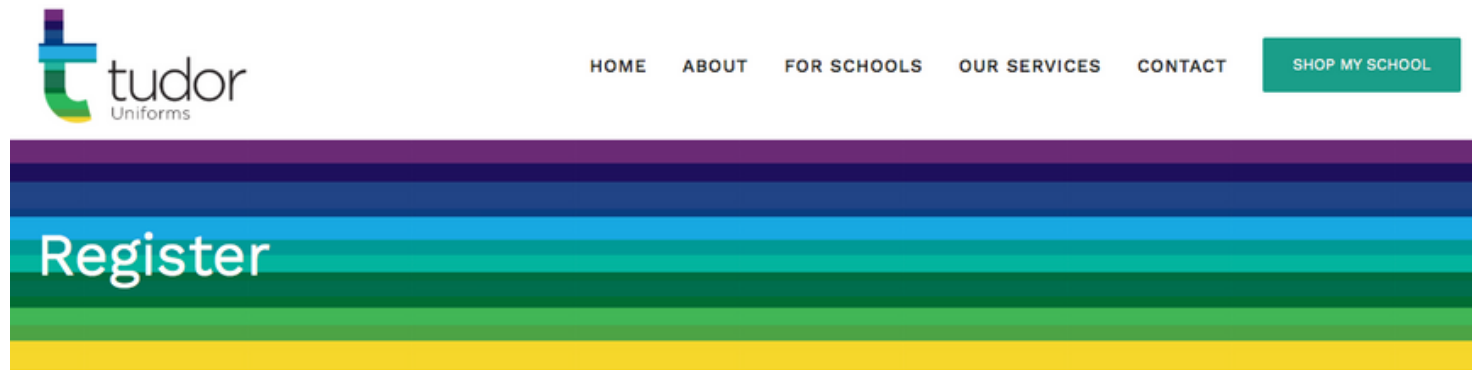 tudor
Uniforms
HOME ABOUT FOR SCHOOLS OUR SERVICES CONTACT SHOP MY SCHOOL
Register